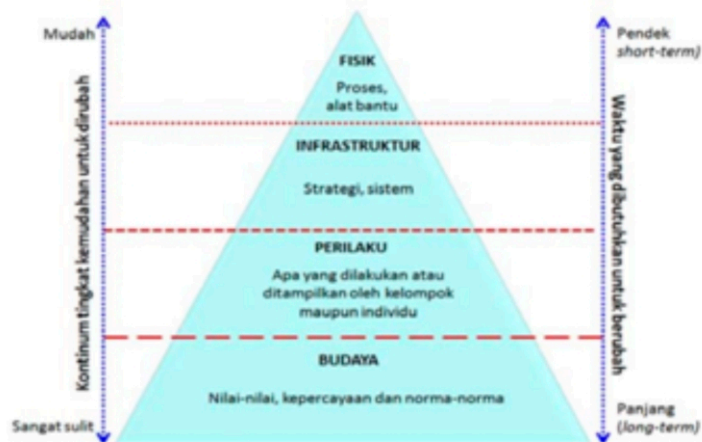 Mudah
Pendek
short-term)
FISIK
Proses,
alat bantu
INFRASTRUKTUR
Strategi, sistem
PERILAKU
Apa yang dilakukan atau
ditampilkan oleh kelompok
maupun individu
BUDAYA
Nilai-nilai, kepercayaan dan norma-norma
Sangat sulit
Panjang
(long-term)
Kontinum tingkat kemudahan untuk dirubah
Waktu yang dibutuhkan untuk berubah